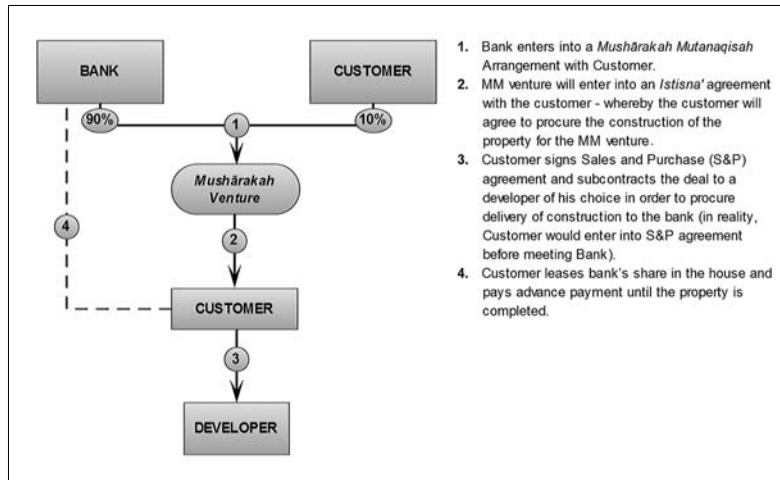 BANK
CUSTOMER
90%
1
10%
Mushārakah
Venture
4
2
CUSTOMER
3
DEVELOPER
1. Bank enters into a Mushārakah Mutanaqisah
Arrangement with Customer.
2. MM venture will enter into an Istisna' agreement
with the customer - whereby the customer will
agree to procure the construction of the
property for the MM venture.
3. Customer signs Sales and Purchase (S&P)
agreement and subcontracts the deal to a
developer of his choice in order to procure
delivery of construction to the bank (in reality,
Customer would enter into S&P agreement
before meeting Bank).
4. Customer leases bank's share in the house and
pays advance payment until the property is
completed.